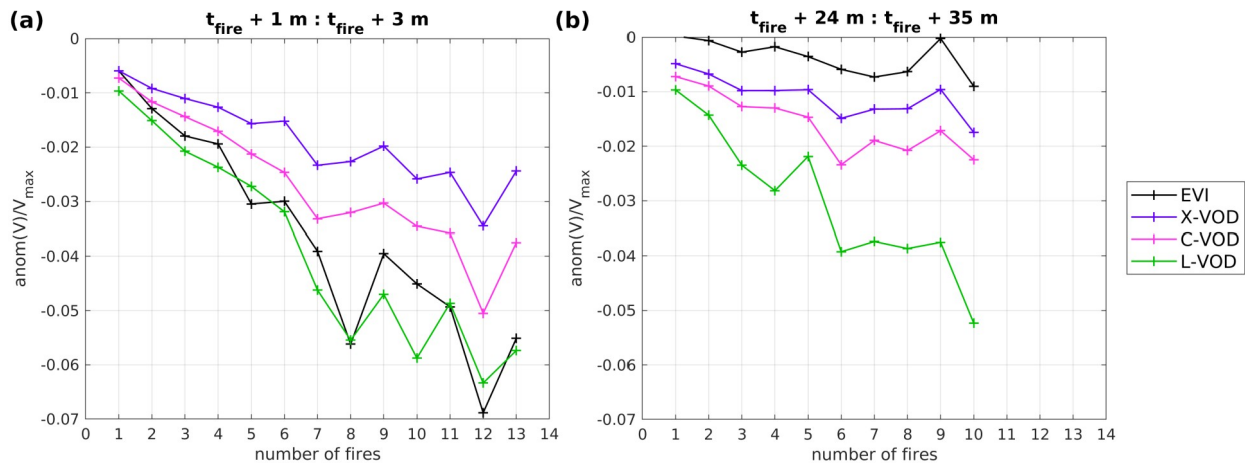 (a) t_fire + 1 m : t_fire + 3 m
0
-0.01
-0.02
-0.03
-0.04
-0.05
-0.06
-0.07
anom(V)/V_max
0 1 2 3 4 5 6 7 8 9 10 11 12 13 14
number of fires
(b) t_fire + 24 m : t_fire + 35 m
0
-0.01
-0.02
-0.03
-0.04
-0.05
-0.06
-0.07
anom(V)/V_max
0 1 2 3 4 5 6 7 8 9 10 11 12 13 14
number of fires
EVI
X-VOD
C-VOD
L-VOD